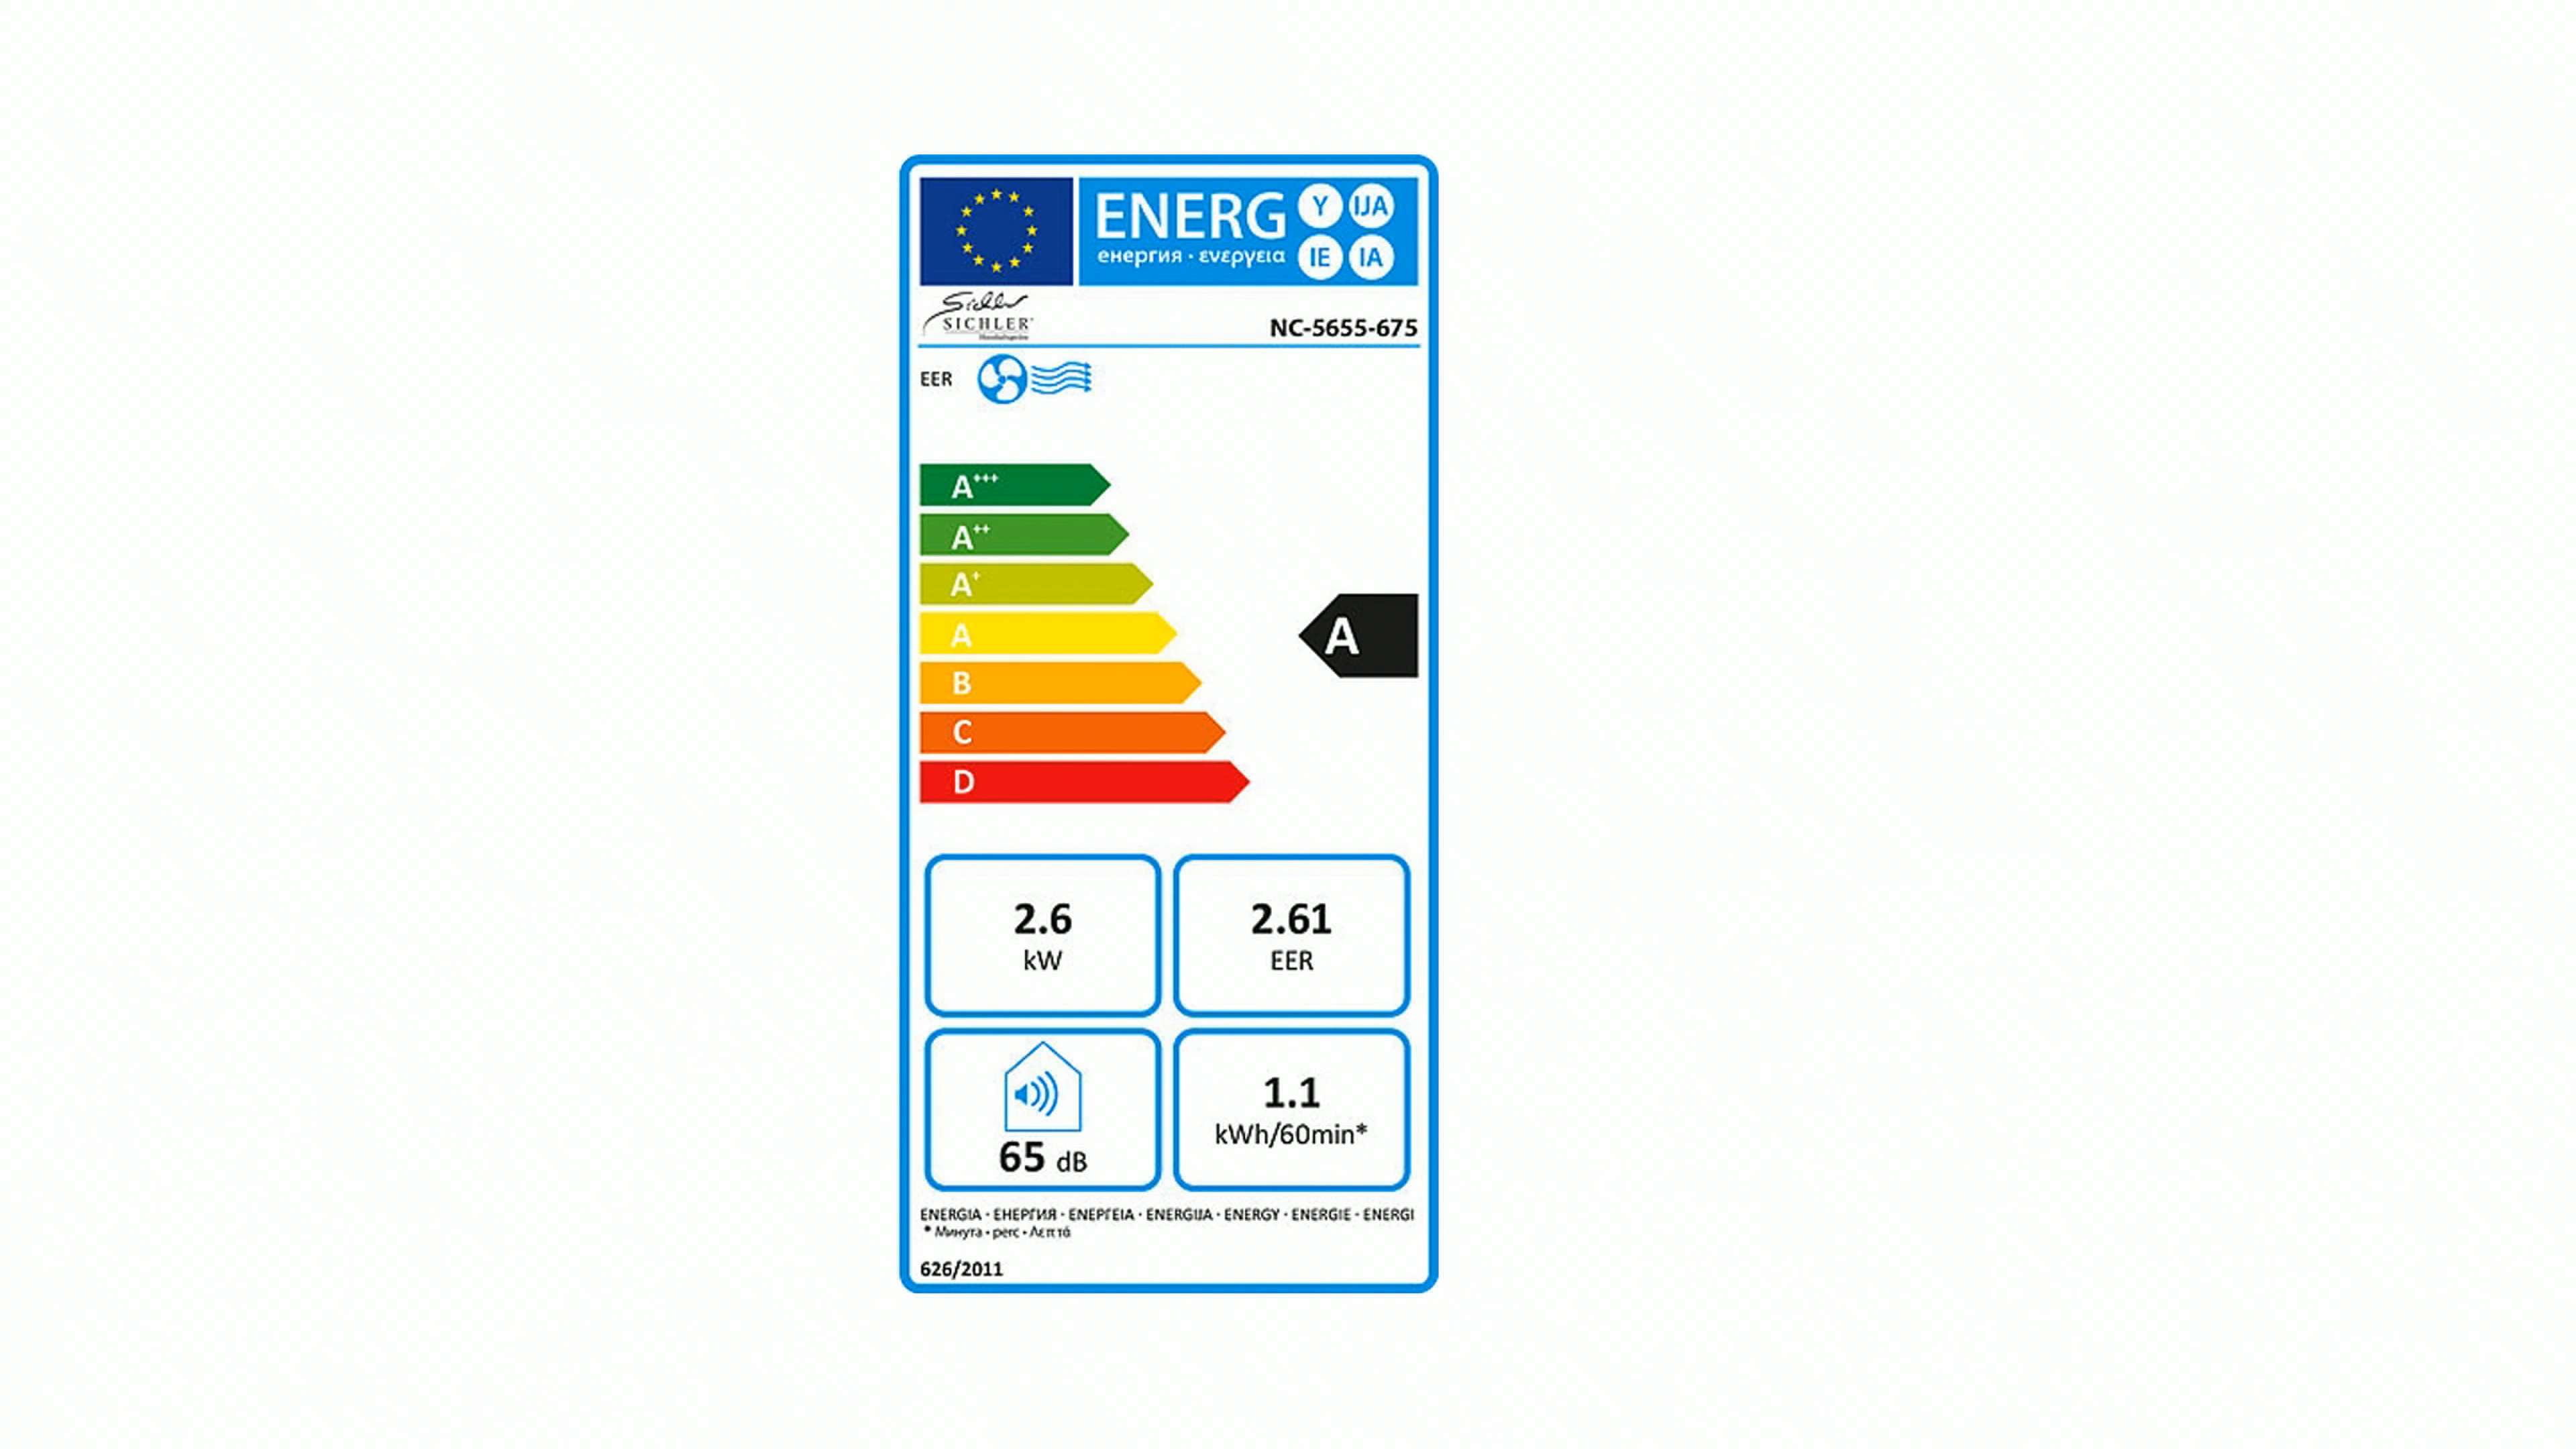 ENERG Y IJA
енергия · ενεργεια IE IA
SICHLER
NC-5655-675
EER
A+++
A++
A+
A
A
B
C
D
2.6
kW
2.61
EER
65 dB
1.1
kWh/60min*
ENERGIA · ЕНЕРГИЯ · ΕΝΕΡΓΕΙΑ · ENERGIJA · ENERGY · ENERGIE · ENERGI
* Минута · perc · Λεπτά
626/2011